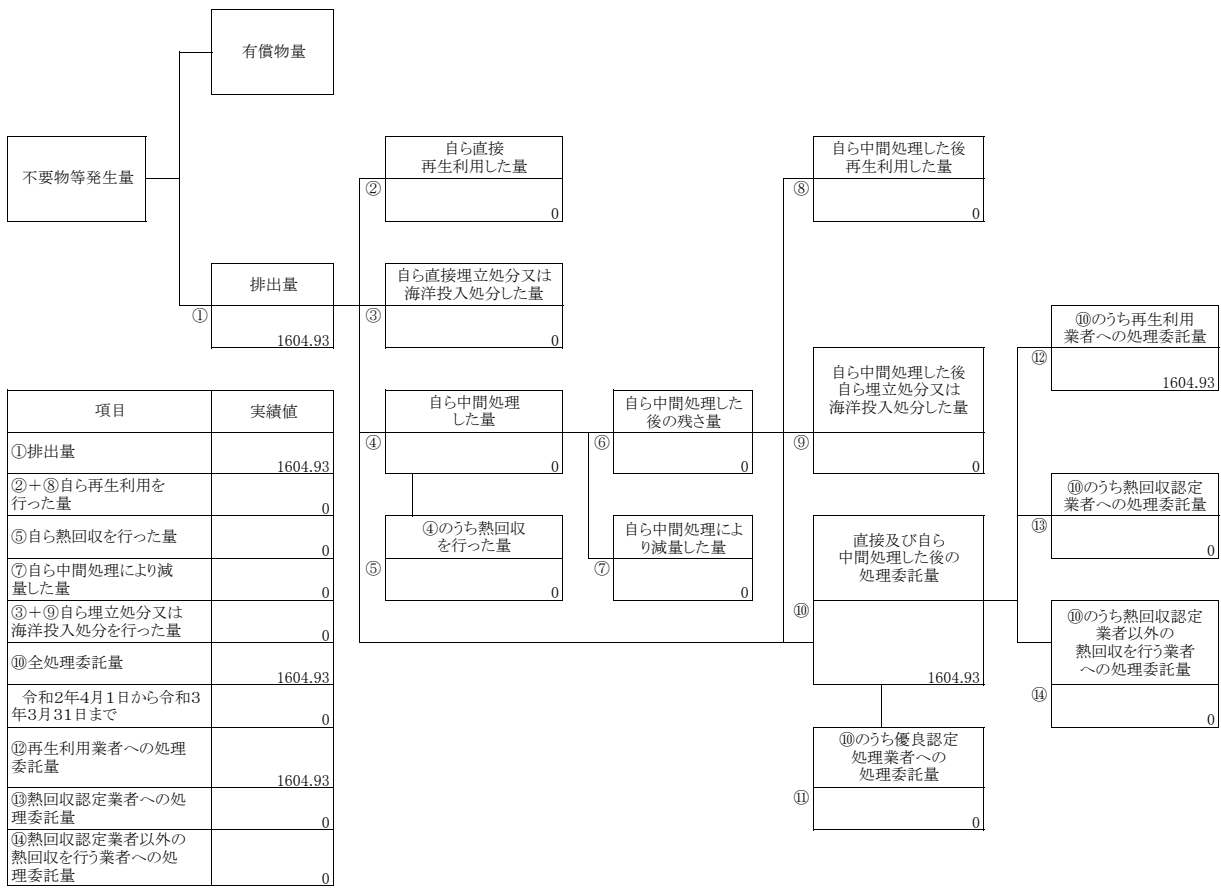 有償物量
不要物等発生量
自ら直接
再生利用した量
②
0
自ら中間処理した後
再生利用した量
⑧
0
排出量
①
1604.93
自ら直接埋立処分又は
海洋投入処分した量
③
0
⑩のうち再生利用
業者への処理委託量
⑫
1604.93
自ら中間処理
した量
④
0
自ら中間処理した
後の残さ量
⑥
0
自ら中間処理した後
自ら埋立処分又は
海洋投入処分した量
⑨
0
⑩のうち熱回収認定
業者への処理委託量
⑬
0
④のうち熱回収
を行った量
⑤
0
自ら中間処理によ
り減量した量
⑦
0
直接及び自ら
中間処理した後の
処理委託量
⑩
1604.93
⑩のうち熱回収認定
業者以外の
熱回収を行う業者
への処理委託量
⑭
0
⑩のうち優良認定
処理業者への
処理委託量
⑪
0
項目 実績値
①排出量
1604.93
②+⑧自ら再生利用を
行った量
0
⑤自ら熱回収を行った量
0
⑦自ら中間処理により減
量した量
0
③+⑨自ら埋立処分又は
海洋投入処分を行った量
0
⑩全処理委託量
1604.93
令和2年4月1日から令和3
年3月31日まで
0
⑫再生利用業者への処理
委託量
1604.93
⑬熱回収認定業者への処
理委託量
0
⑭熱回収認定業者以外の
熱回収を行う業者への処
理委託量
0